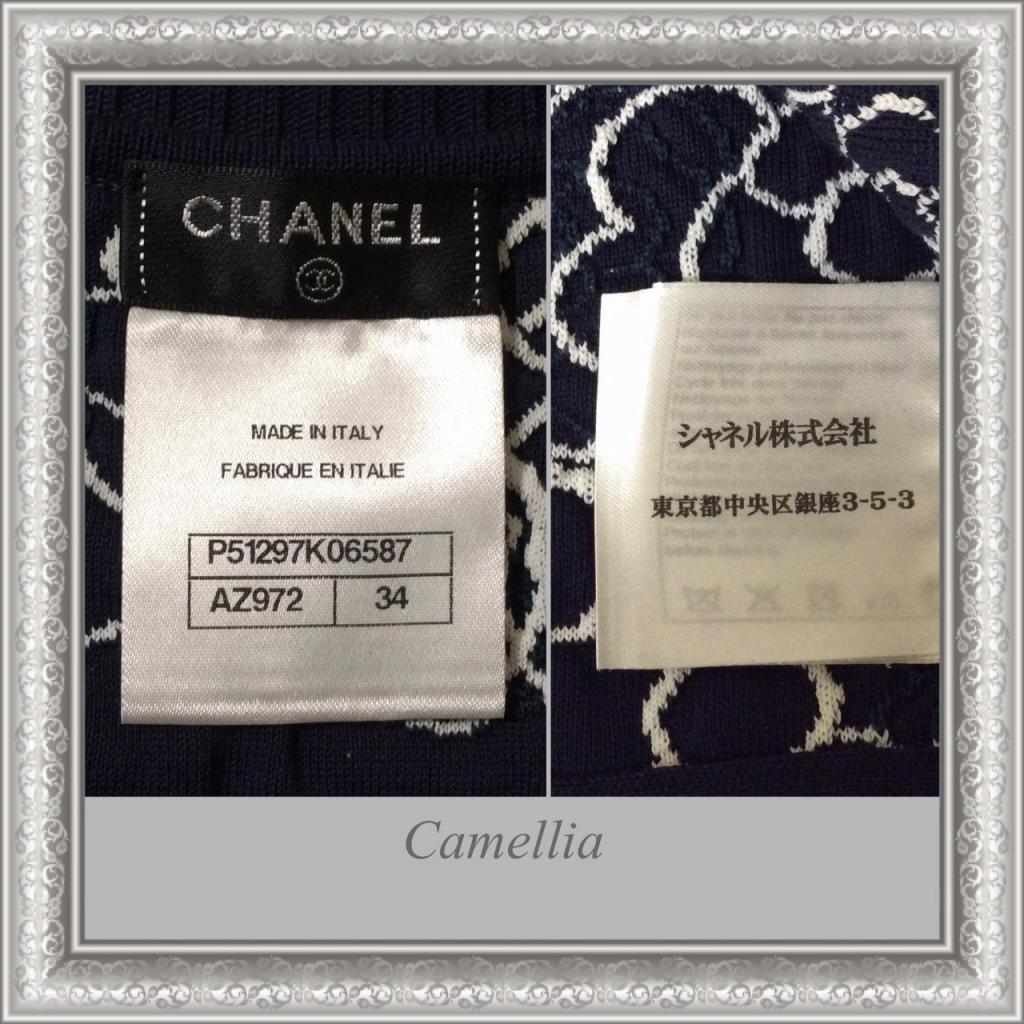 CHANEL
MADE IN ITALY
FABRIQUE EN ITALIE
P51297K06587
AZ972 34
シャネル株式会社
東京都中央区銀座3-5-3
Camellia